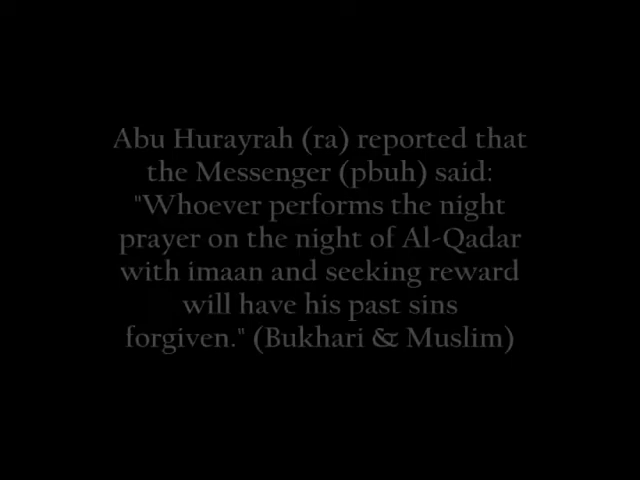 Abu Hurayrah (ra) reported that
the Messenger (pbuh) said:
"Whoever performs the night
prayer on the night of Al-Qadar
with imaan and seeking reward
will have his past sins
forgiven." (Bukhari & Muslim)